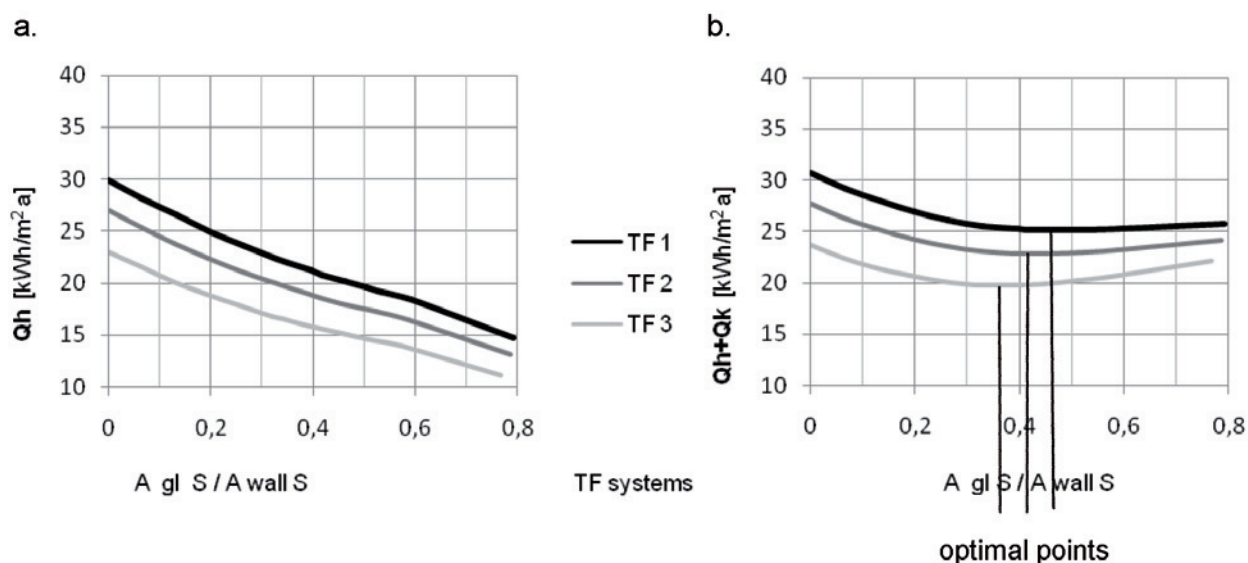 a.
40
35
30
25
20
15
10
Qh [kWh/m² a]
0 0,2 0,4 0,6 0,8
A gl S / A wall S
TF 1
TF 2
TF 3
TF systems
b.
40
35
30
25
20
15
10
Qh+Qk [kWh/m² a]
0 0,2 0,4 0,6 0,8
A gl S / A wall S
optimal points